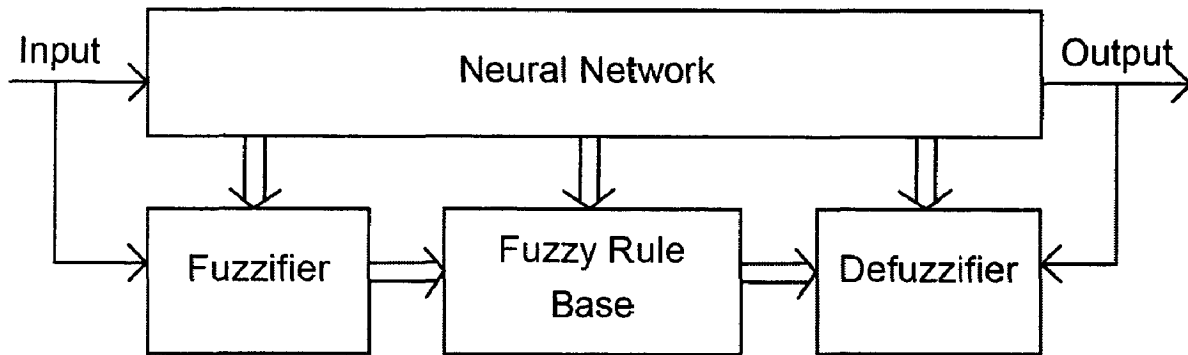 Input
Neural Network
Output
Fuzzifier
Fuzzy Rule
Base
Defuzzifier